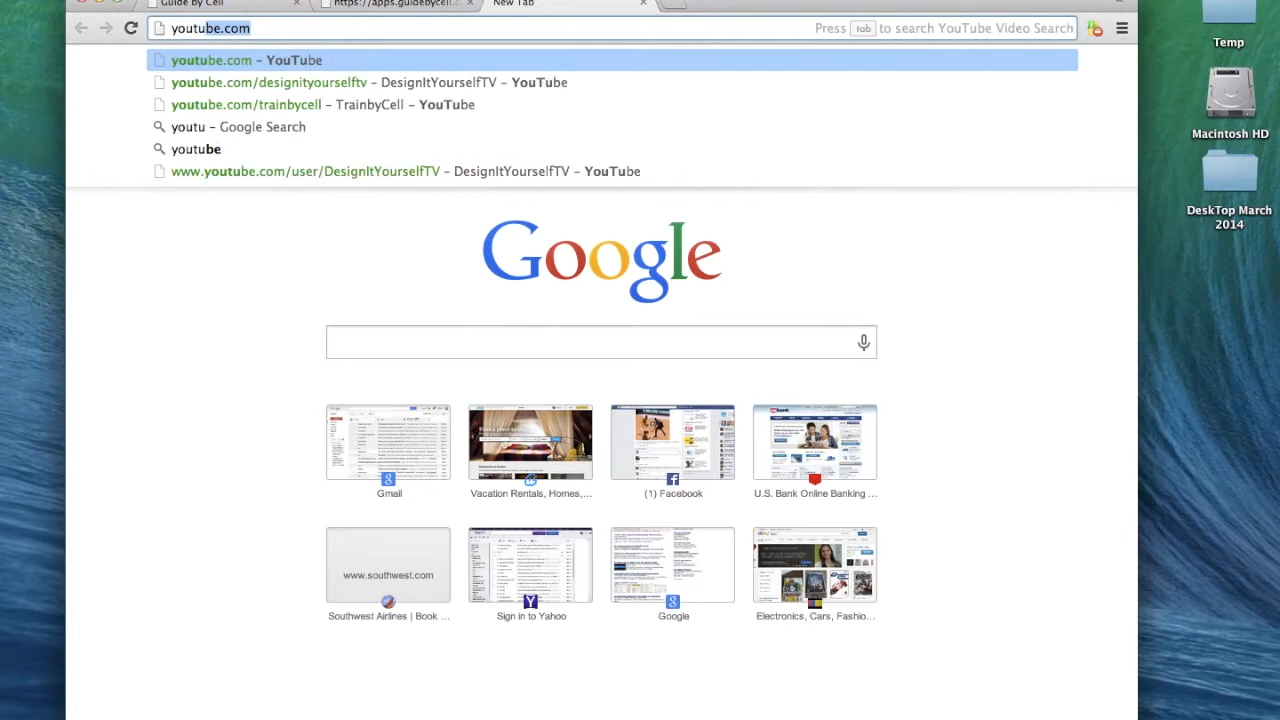 Guide by Cell
https://apps.guidebycell.c
New Tab
youtube.com
Press tab to search YouTube Video Search
youtube.com – YouTube
youtube.com/designityourselftv – DesignItYourselfTV – YouTube
youtube.com/trainbycell – TrainbyCell – YouTube
youtu – Google Search
youtube
www.youtube.com/user/DesignItYourselfTV – DesignItYourselfTV – YouTube
Temp
Macintosh HD
DeskTop March
2014
Google
Gmail
Vacation Rentals, Homes,...
(1) Facebook
U.S. Bank Online Banking ...
www.southwest.com
Southwest Airlines | Book ...
Sign in to Yahoo
Google
Electronics, Cars, Fashio...